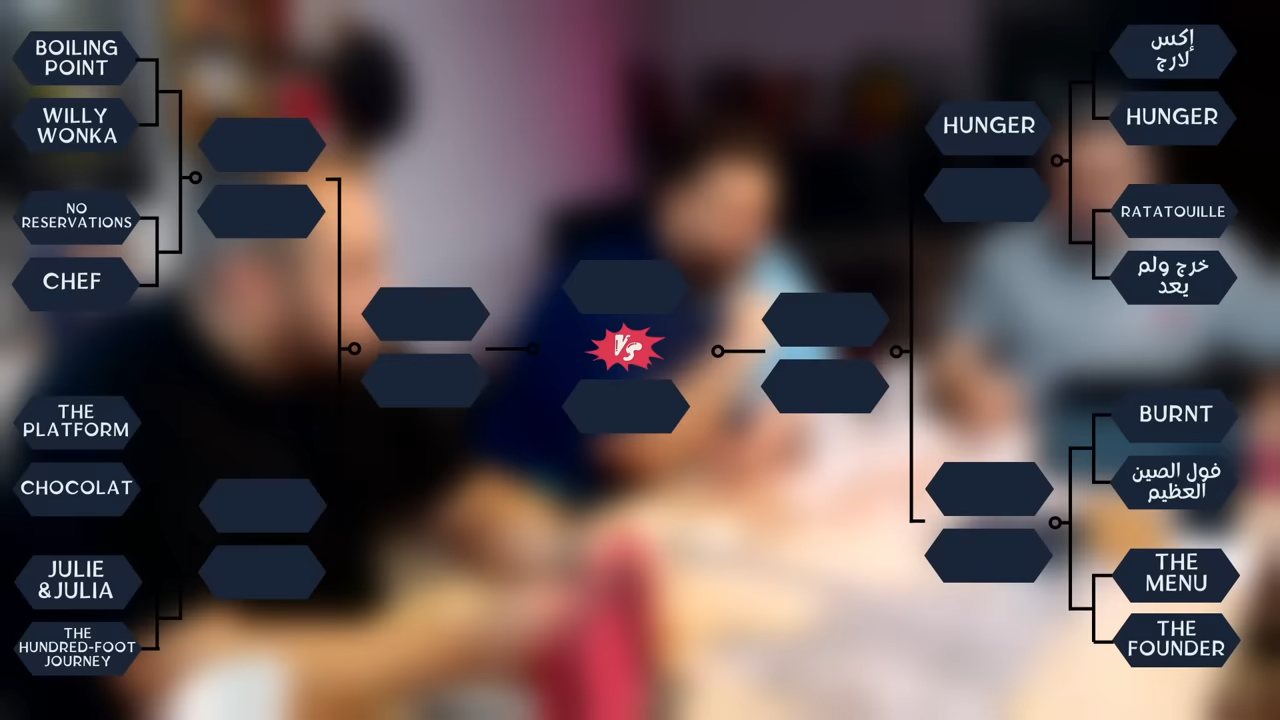 BOILING
POINT
WILLY
WONKA
NO
RESERVATIONS
CHEF
THE
PLATFORM
CHOCOLAT
JULIE
&JULIA
THE
HUNDRED-FOOT
JOURNEY
VS
HUNGER
إكس
لارج
HUNGER
RATATOUILLE
خرج ولم
يعد
BURNT
فول الصين
العظيم
THE
MENU
THE
FOUNDER